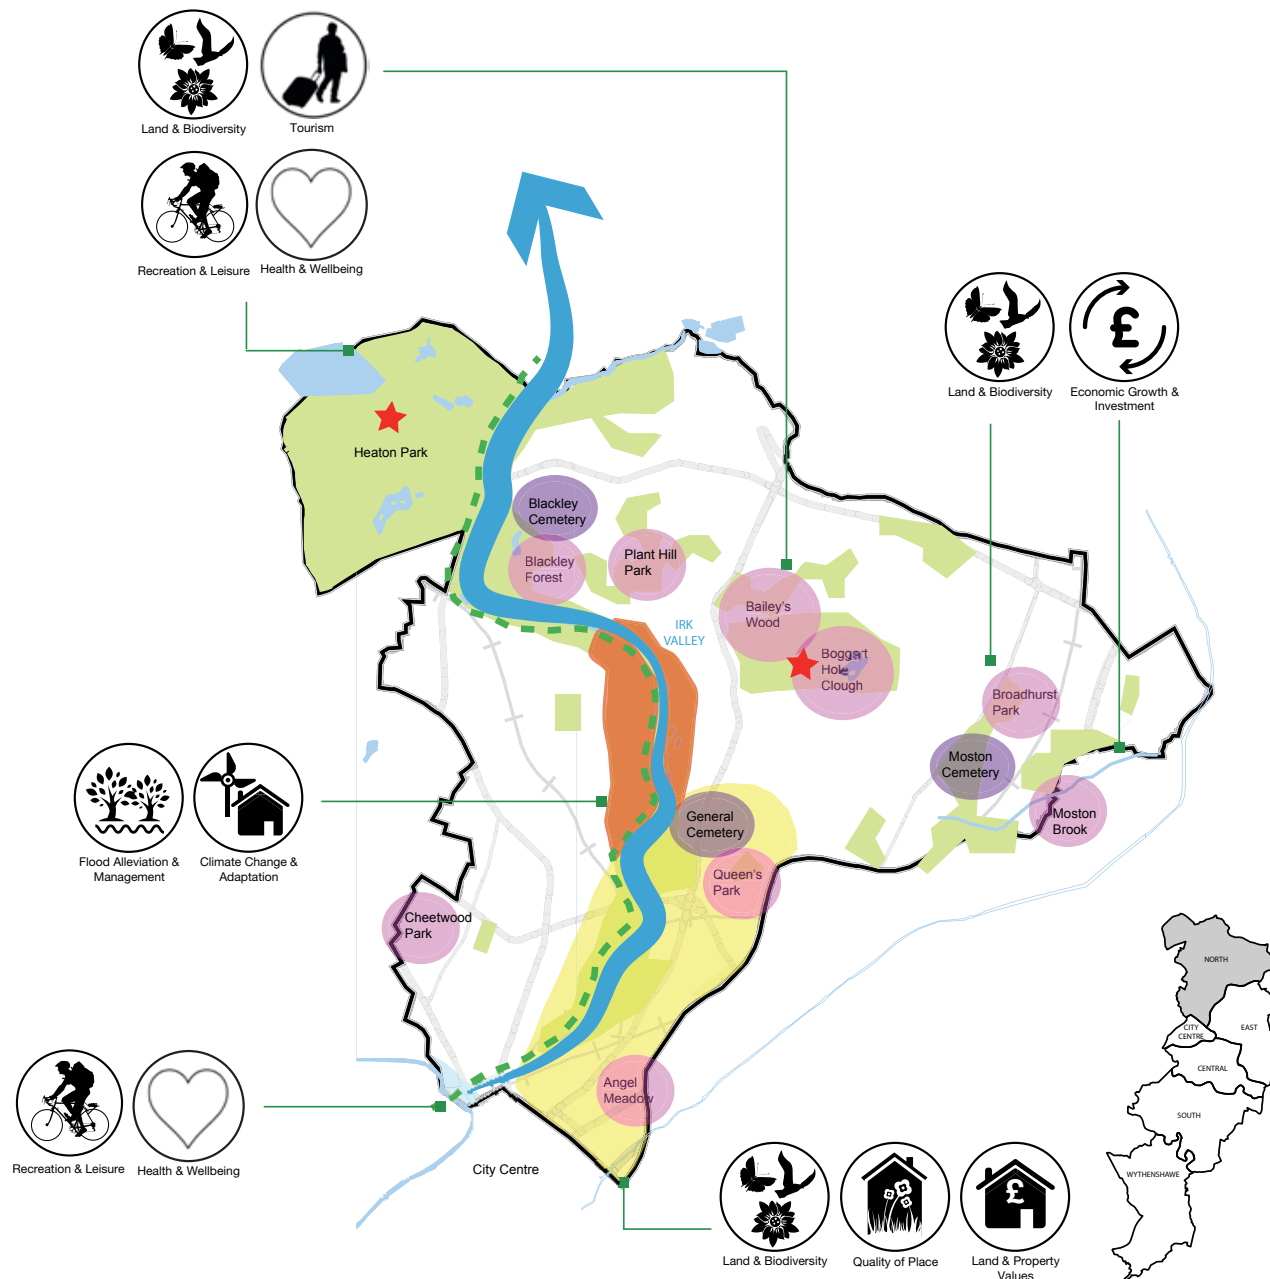 Land & Biodiversity
Tourism
Recreation & Leisure
Health & Wellbeing
Land & Biodiversity
Economic Growth &
Investment
Heaton Park
Blackley
Cemetery
Blackley
Forest
Plant Hill
Park
Bailey's
Wood
IRK
VALLEY
Boggart
Hole
Clough
Broadhurst
Park
Moston
Cemetery
Moston
Brook
General
Cemetery
Queen's
Park
Flood Alleviation &
Management
Climate Change &
Adaptation
Cheetwood
Park
Angel
Meadow
Recreation & Leisure
Health & Wellbeing
City Centre
Land & Biodiversity
Quality of Place
Land & Property
Values
£
£
NORTH
CITY
CENTRE
EAST
CENTRAL
SOUTH
WYTHENSHAWE